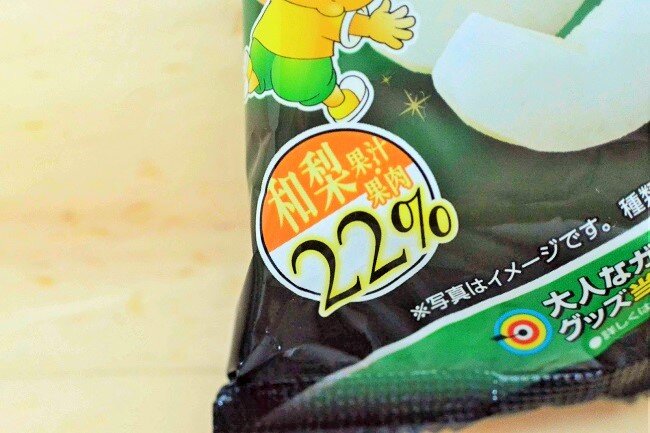 和梨果汁・果肉
22%
※写真はイメージです。種類
大人なガ
グッズ当